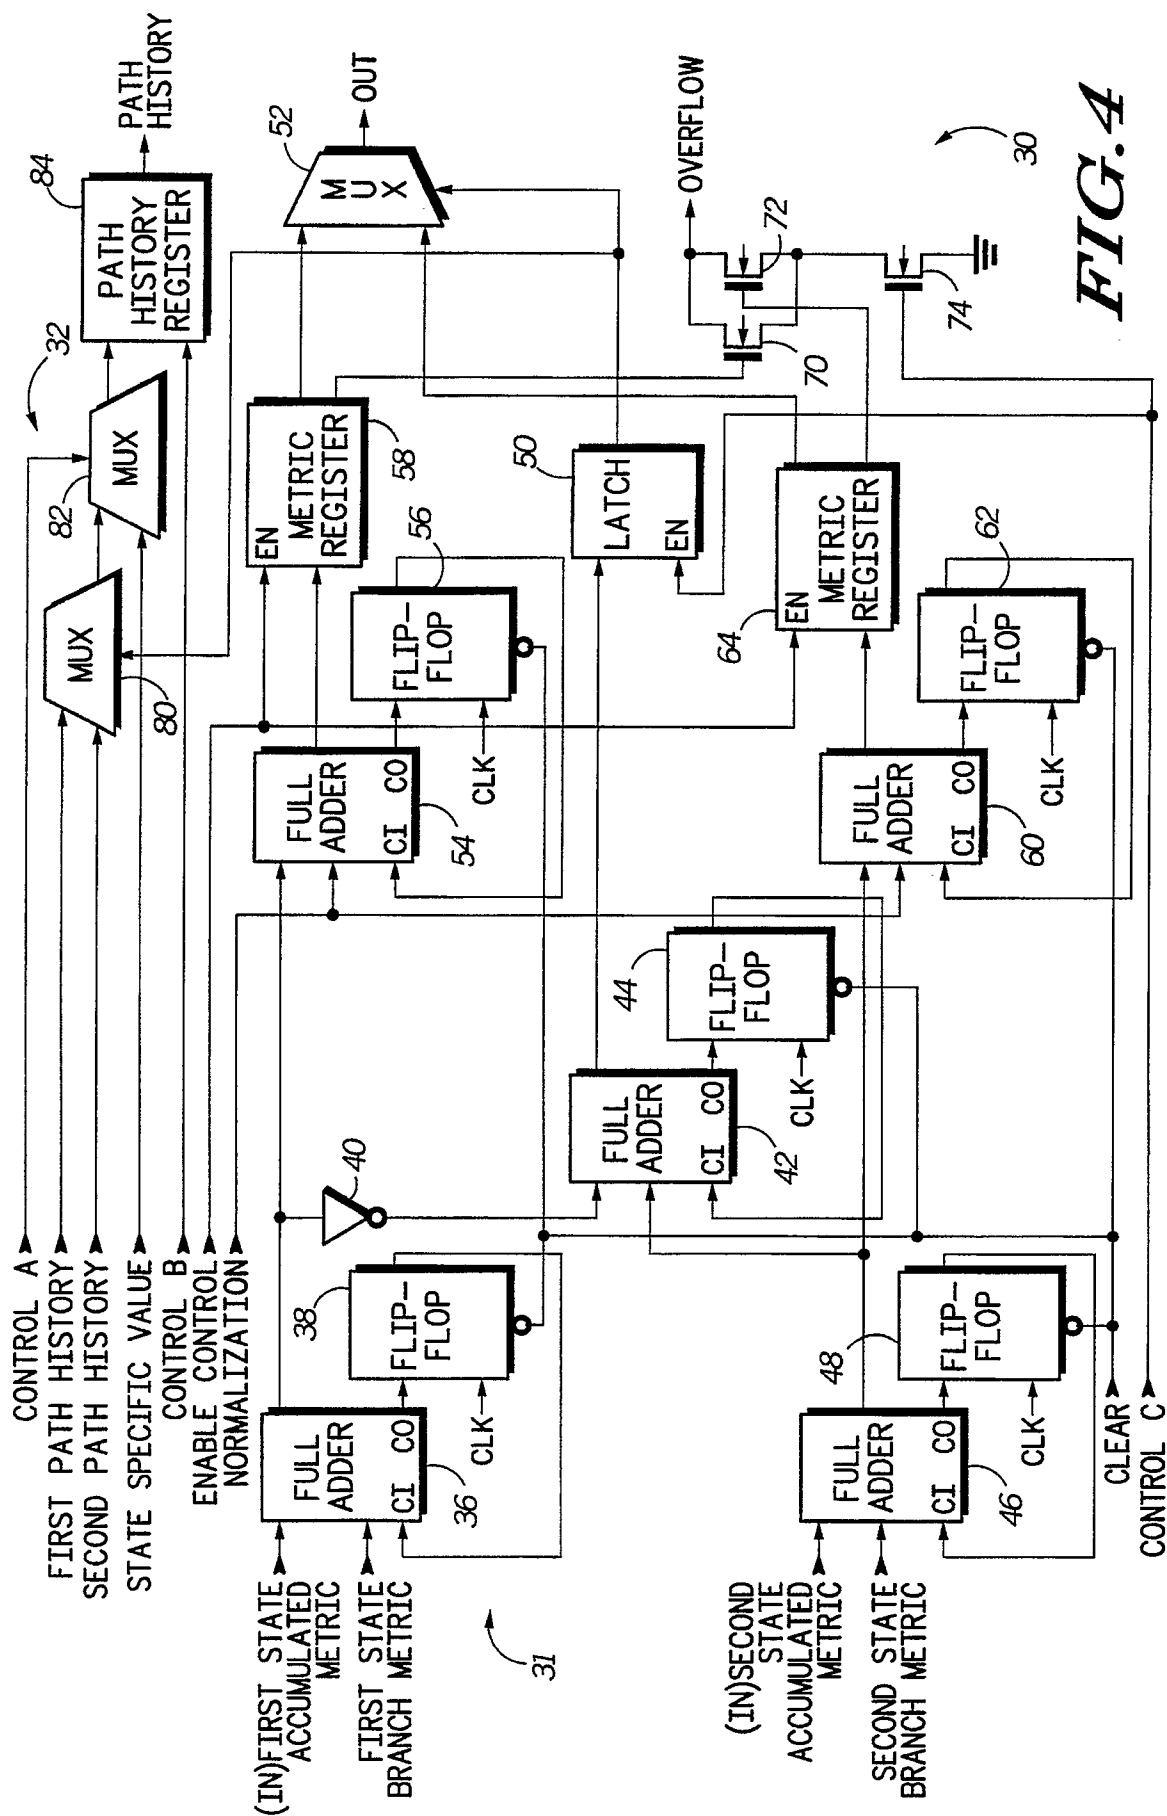 CONTROL A
FIRST PATH HISTORY
SECOND PATH HISTORY
STATE SPECIFIC VALUE
CONTROL B
ENABLE CONTROL
NORMALIZATION
MUX
80
MUX
82
32
PATH
HISTORY
REGISTER
84
PATH
HISTORY
(IN)FIRST STATE
ACCUMULATED
METRIC
FIRST STATE
BRANCH METRIC
31
FULL
ADDER
CI CO
36
CLK
FLIP-
FLOP
38
40
FULL
ADDER
CI CO
54
CLK
FLIP-
FLOP
56
EN
METRIC
REGISTER
58
MUX
52
OUT
FULL
ADDER
CI CO
42
CLK
FLIP-
FLOP
44
LATCH
EN
50
(IN)SECOND
STATE
ACCUMULATED
METRIC
SECOND STATE
BRANCH METRIC
FULL
ADDER
CI CO
46
CLK
FLIP-
FLOP
48
FULL
ADDER
CI CO
60
CLK
FLIP-
FLOP
62
EN
METRIC
REGISTER
64
OVERFLOW
70
72
74
30
CLEAR
CONTROL C
FIG.4